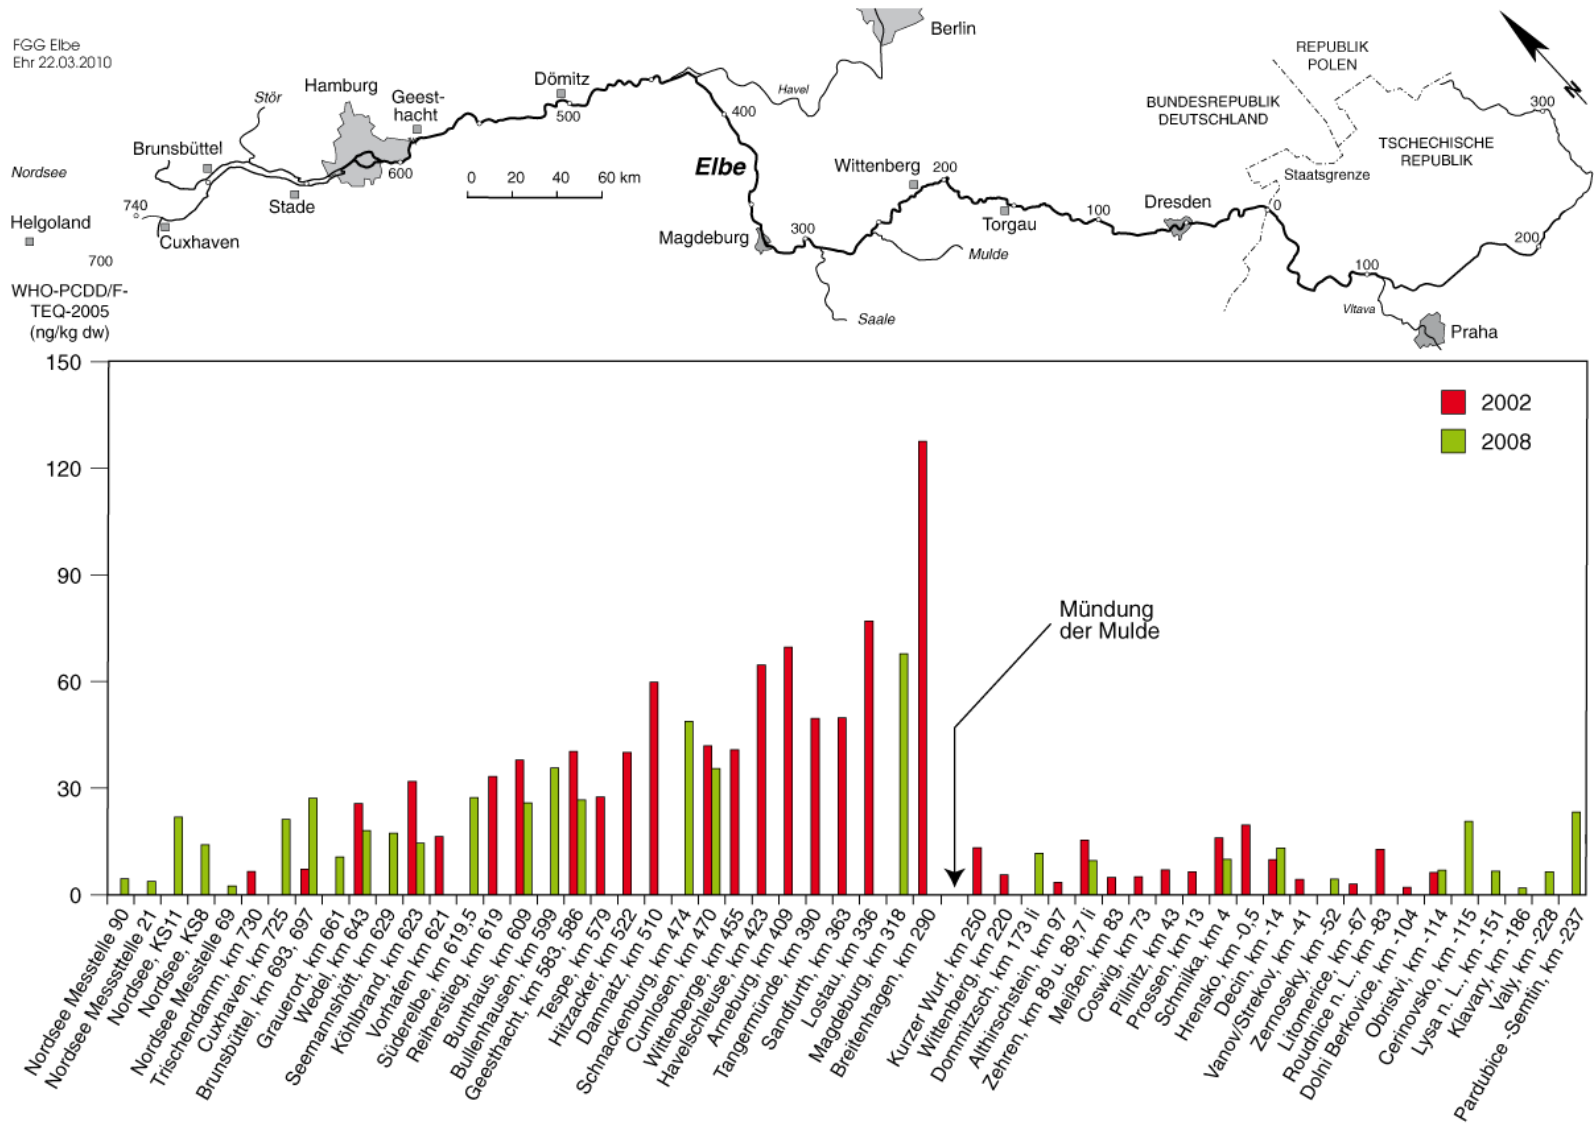 FGG Elbe
Ehr 22.03.2010
Nordsee
Helgoland
740
700
Cuxhaven
Brunsbüttel
Stör
Stade
Hamburg
Geest-
hacht
600
0 20 40 60 km
Dömitz
500
Elbe
Havel
Berlin
400
Magdeburg
300
Saale
Mulde
Wittenberg
200
Torgau
100
Dresden
0
BUNDESREPUBLIK
DEUTSCHLAND
REPUBLIK
POLEN
Staatsgrenze
TSCHECHISCHE
REPUBLIK
N
300
200
100
Vltava
Praha
WHO-PCDD/F-
TEQ-2005
(ng/kg dw)
150
120
90
60
30
0
2002
2008
Mündung
der Mulde
Nordsee Messtelle 90
Nordsee Messttelle 21
Nordsee, KS11
Nordsee, KS8
Nordsee Messtelle 69
Trischendamm, km 730
Cuxhaven, km 725
Brunsbüttel, km 693, 697
Grauerort, km 661
Wedel, km 643
Seemannshöft, km 629
Köhlbrand, km 623
Vorhafen km 621
Süderelbe, km 619,5
Reiherstieg, km 619
Bunthaus, km 609
Bullenhausen, km 599
Geesthacht, km 583, 586
Tespe, km 579
Hitzacker, km 522
Damnatz, km 510
Schnackenburg, km 474
Cumlosen, km 470
Wittenberge, km 455
Havelschleuse, km 423
Arneburg, km 409
Tangermünde, km 390
Sandfurth, km 363
Lostau, km 336
Magdeburg, km 318
Breitenhagen, km 290
Kurzer Wurf, km 250
Wittenberg, km 220
Dommitzsch, km 173 li
Althirschstein, km 97
Zehren, km 89 u. 89,7li
Meißen, km 83
Coswig, km 73
Pillnitz, km 43
Prossen, km 13
Schmilka, km 4
Hrensko, km -0,5
Decin, km -14
Vanov/Strekov, km -41
Zernoseky, km -52
Litomerice, km -67
Roudnice n. L., km -83
Dolni Berkovice, km -104
Obristvi, km -114
Cerinovsko, km -115
Lysa n. L., km -151
Klavary, km -186
Valy, km -228
Pardubice -Semtin, km -237